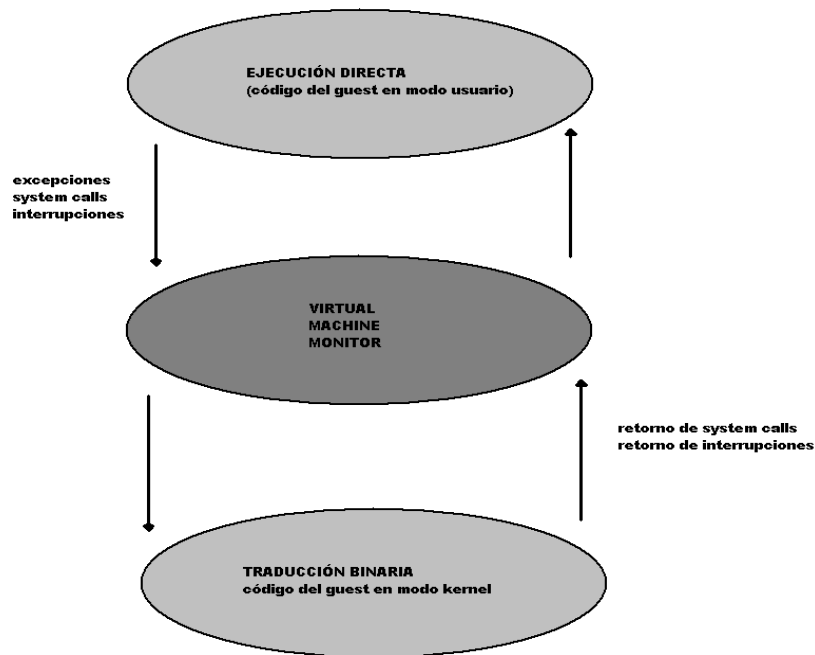 EJECUCIÓN DIRECTA
(código del guest en modo usuario)
excepciones
system calls
interrupciones
VIRTUAL
MACHINE
MONITOR
retorno de system calls
retorno de interrupciones
TRADUCCIÓN BINARIA
código del guest en modo kernel